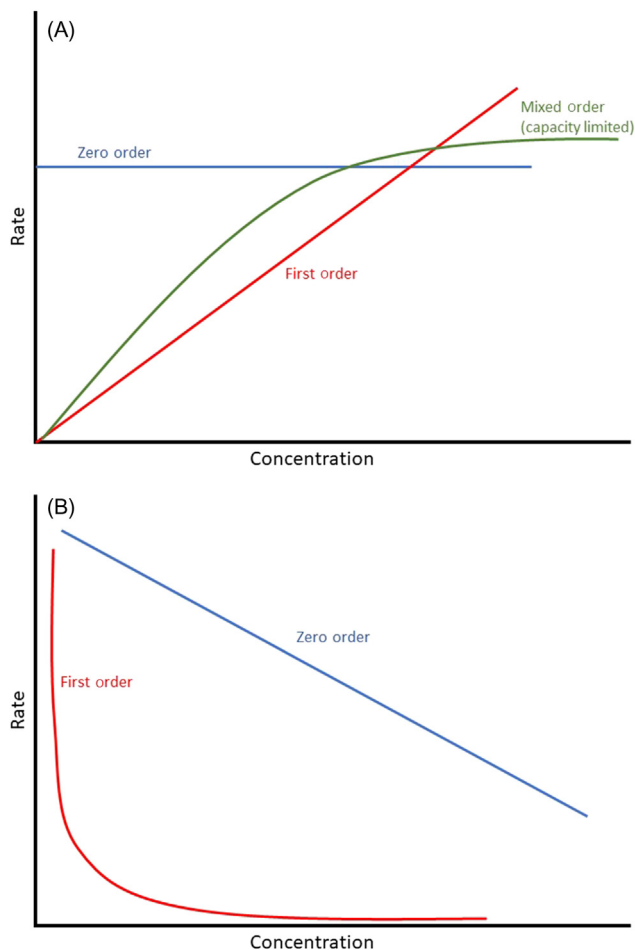 (A)
Mixed order
(capacity limited)
Zero order
First order
Rate
Concentration
(B)
Zero order
First order
Rate
Concentration